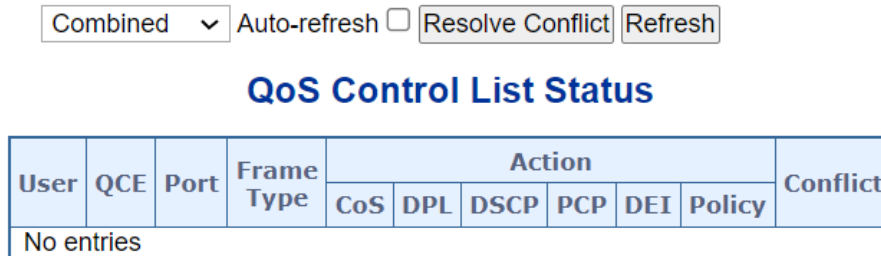 Combined Auto-refresh Resolve Conflict Refresh
QoS Control List Status
User QCE Port Frame Type Action Conflict
CoS DPL DSCP PCP DEI Policy
No entries